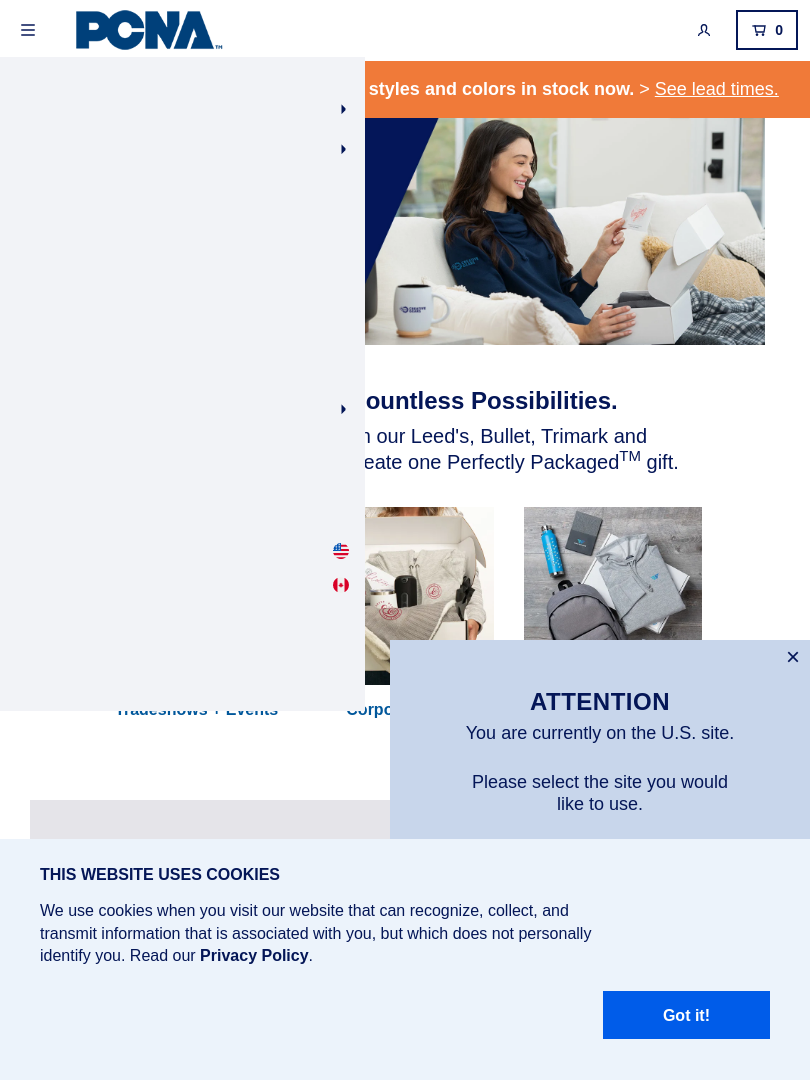 PCNA™
0
styles and colors in stock now. > See lead times.
ountless Possibilities.
our Leed's, Bullet, Trimark and
eate one Perfectly Packaged™ gift.
Tradeshows + Events
Corpo
×
ATTENTION
You are currently on the U.S. site.
Please select the site you would
like to use.
THIS WEBSITE USES COOKIES
We use cookies when you visit our website that can recognize, collect, and
transmit information that is associated with you, but which does not personally
identify you. Read our Privacy Policy.
Got it!